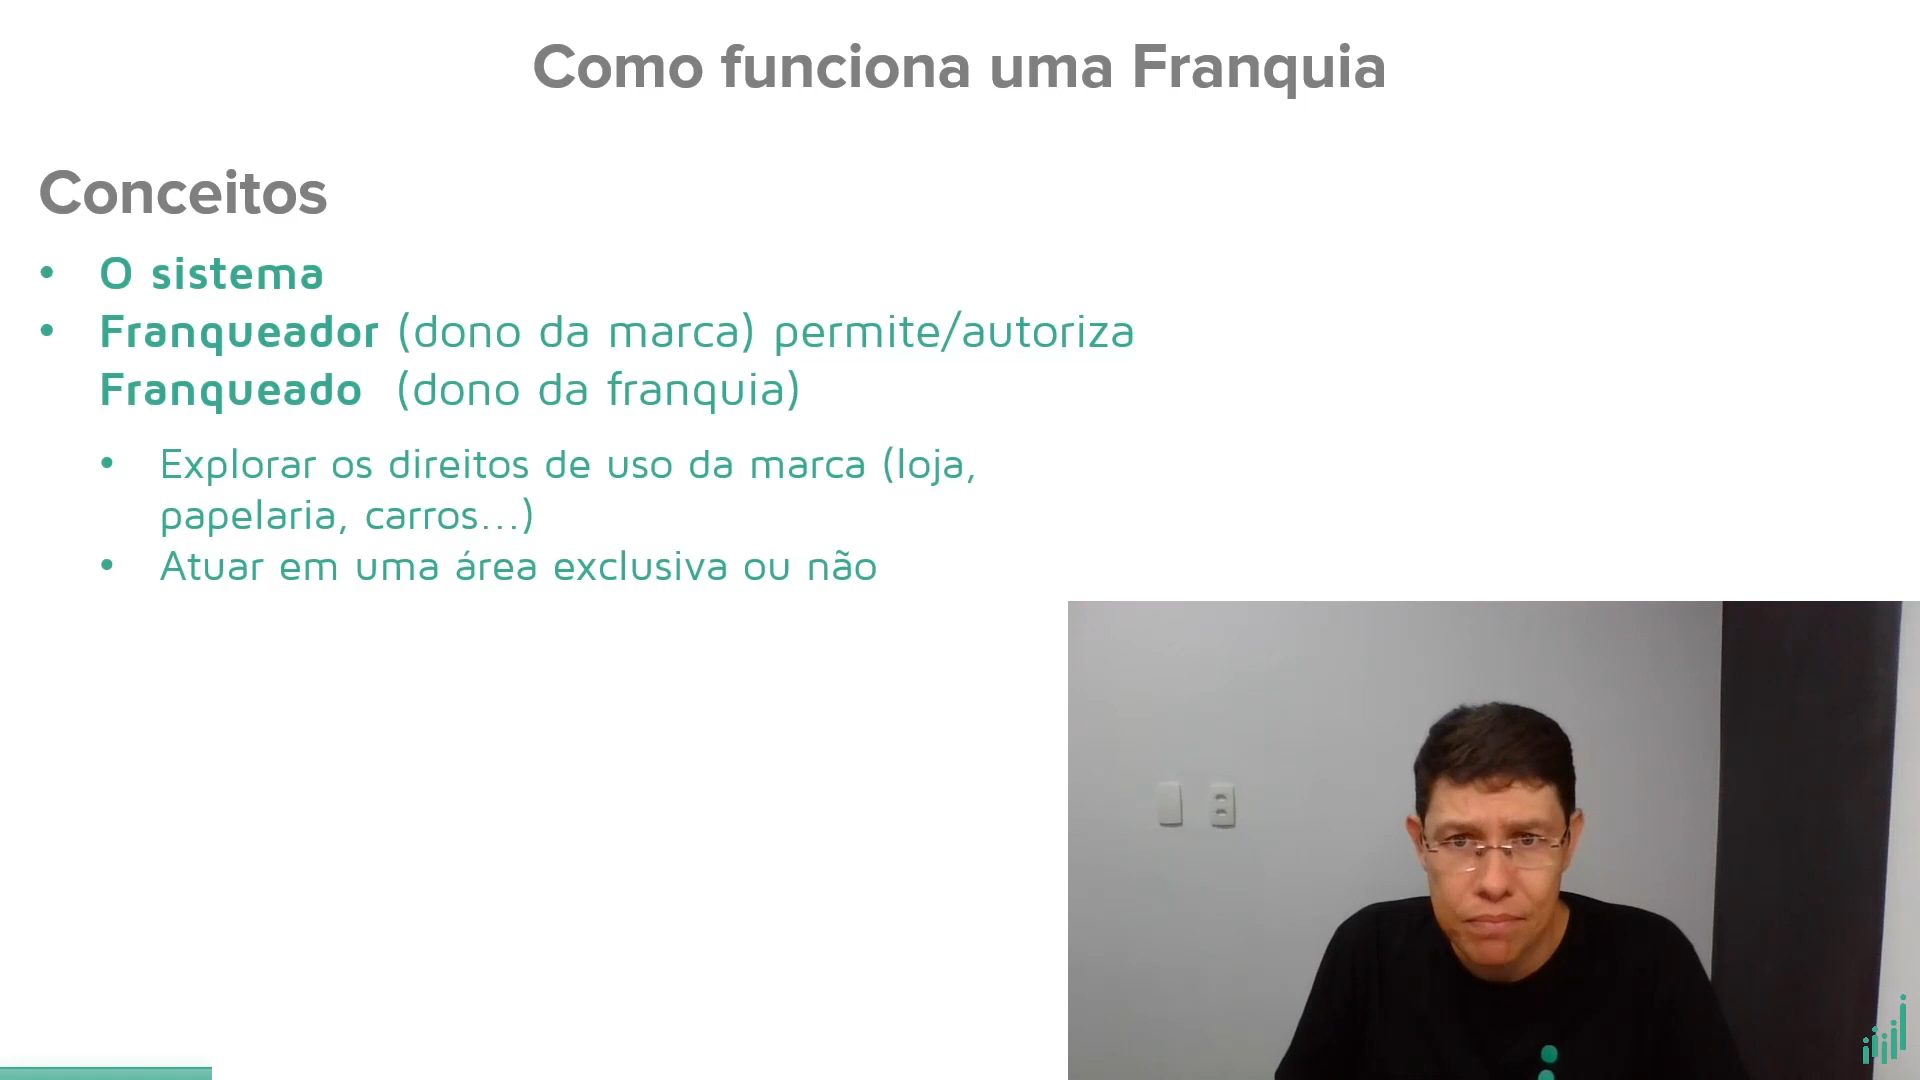 Como funciona uma Franquia
Conceitos
• O sistema
• Franqueador (dono da marca) permite/autoriza
Franqueado (dono da franquia)
• Explorar os direitos de uso da marca (loja,
papelaria, carros...)
• Atuar em uma área exclusiva ou não